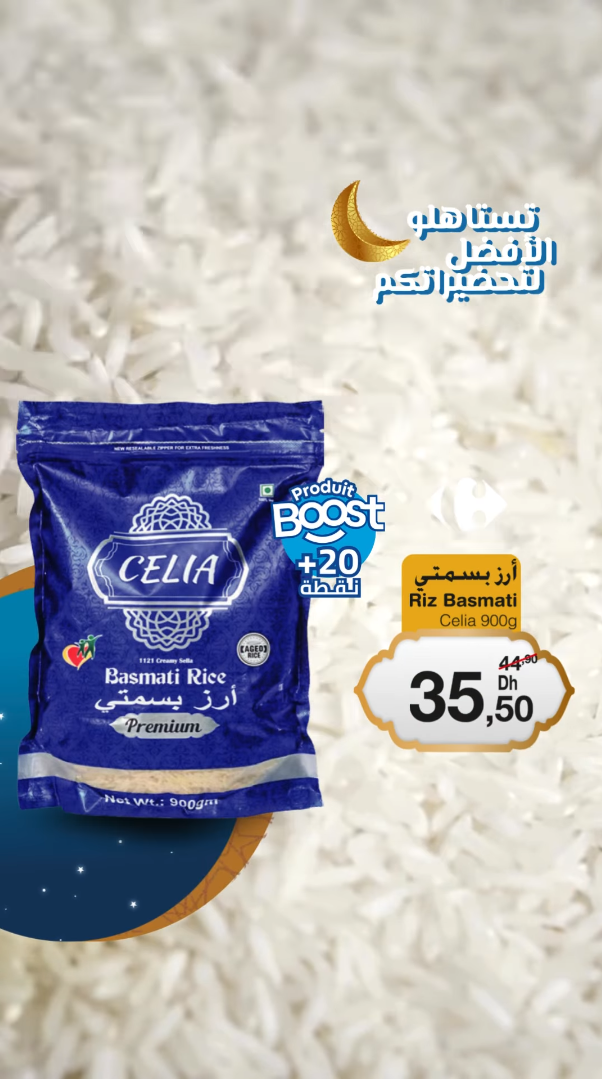 تستاهلو
الأفضل
لتحضيراتكم
NEW RESEALABLE ZIPPER FOR EXTRA FRESHNESS
CELIA
1121 Creamy Sella
AGED
RICE
Basmati Rice
أرز بسمتي
Premium
Net Wt.: 900gm
Produit
Boost
+20
نقطة
أرز بسمتي
Riz Basmati
Celia 900g
44,90
35,50
Dh